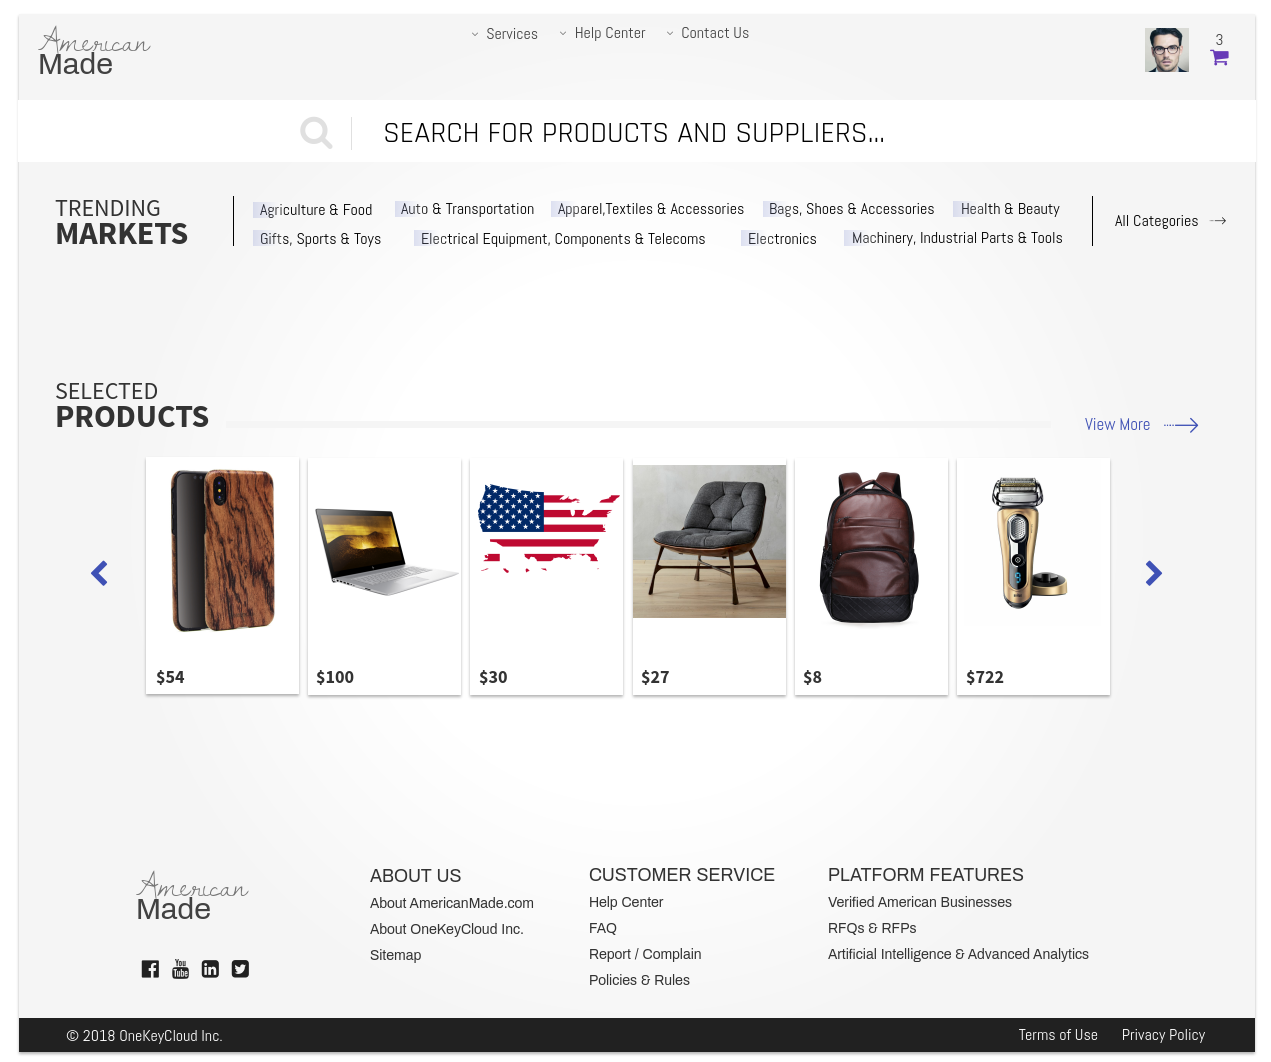 American
Made
Services
Help Center
Contact Us
3
SEARCH FOR PRODUCTS AND SUPPLIERS...
TRENDING
MARKETS
Agriculture & Food
Auto & Transportation
Apparel,Textiles & Accessories
Bags, Shoes & Accessories
Health & Beauty
Gifts, Sports & Toys
Electrical Equipment, Components & Telecoms
Electronics
Machinery, Industrial Parts & Tools
All Categories
SELECTED
PRODUCTS
View More
$54
$100
$30
$27
$8
$722
American
Made
You
Tube
ABOUT US
About AmericanMade.com
About OneKeyCloud Inc.
Sitemap
CUSTOMER SERVICE
Help Center
FAQ
Report / Complain
Policies & Rules
PLATFORM FEATURES
Verified American Businesses
RFQs & RFPs
Artificial Intelligence & Advanced Analytics
© 2018 OneKeyCloud Inc.
Terms of Use
Privacy Policy